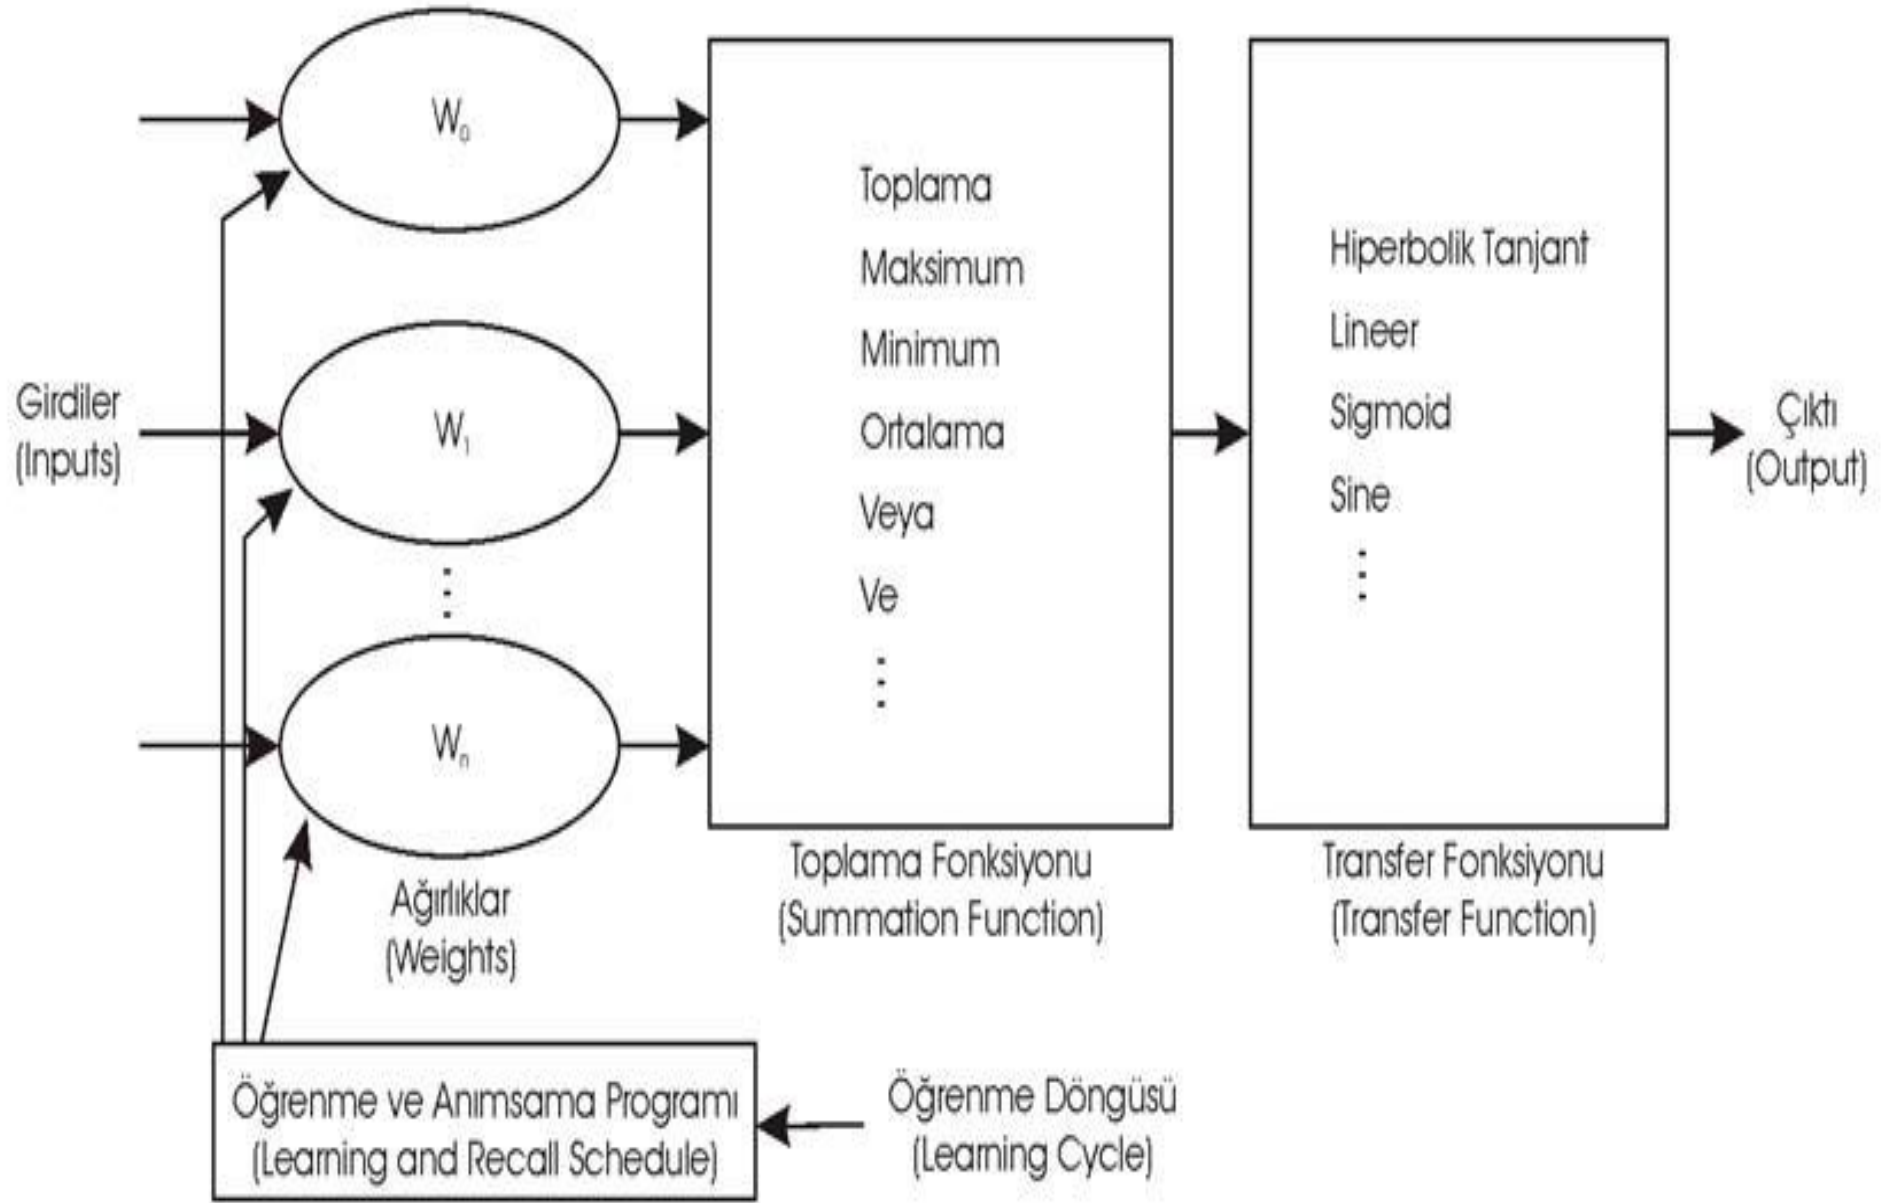 W₀
Girdiler
(Inputs)
W₁
Wₙ
Ağırlıklar
(Weights)
Toplama
Maksimum
Minimum
Ortalama
Veya
Ve
Toplama Fonksiyonu
(Summation Function)
Hiperbolik Tanjant
Lineer
Sigmoid
Sine
Transfer Fonksiyonu
(Transfer Function)
Çıktı
(Output)
Öğrenme ve Anımsama Programı
(Learning and Recall Schedule)
Öğrenme Döngüsü
(Learning Cycle)